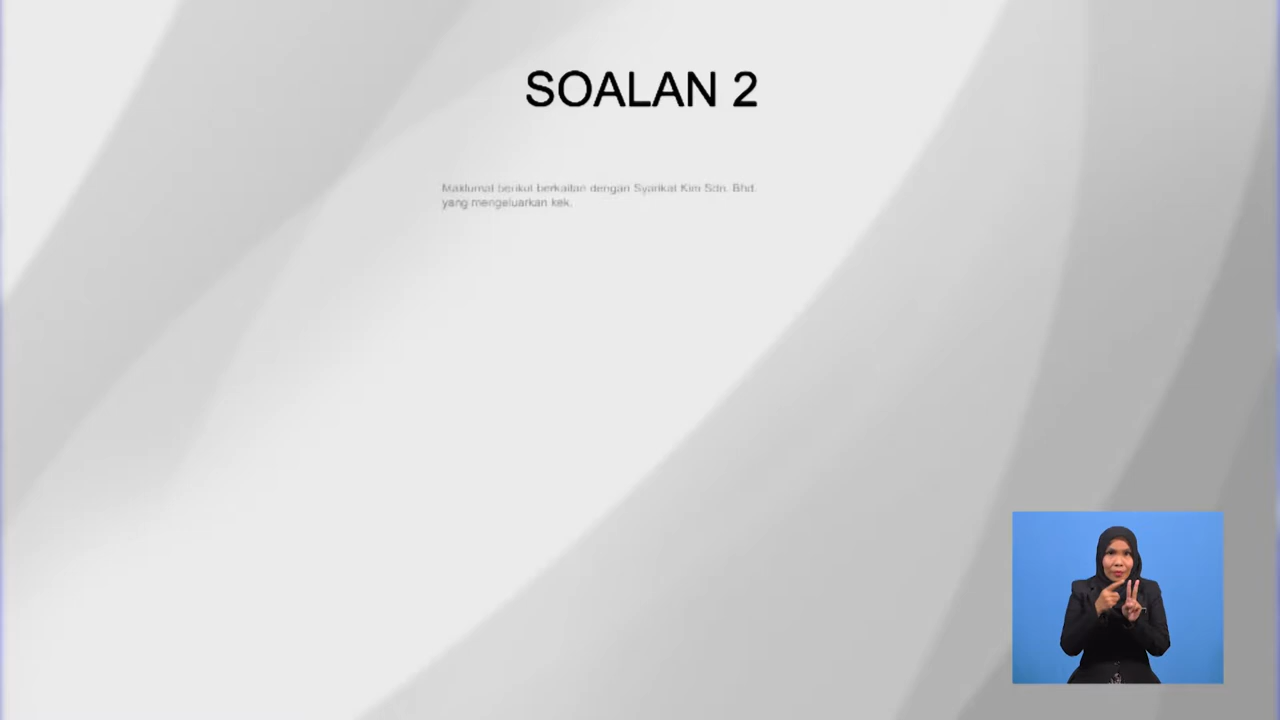 SOALAN 2
Maklumat berikut berkaitan dengan Syarikat Kim Sdn. Bhd.
yang mengeluarkan kek.